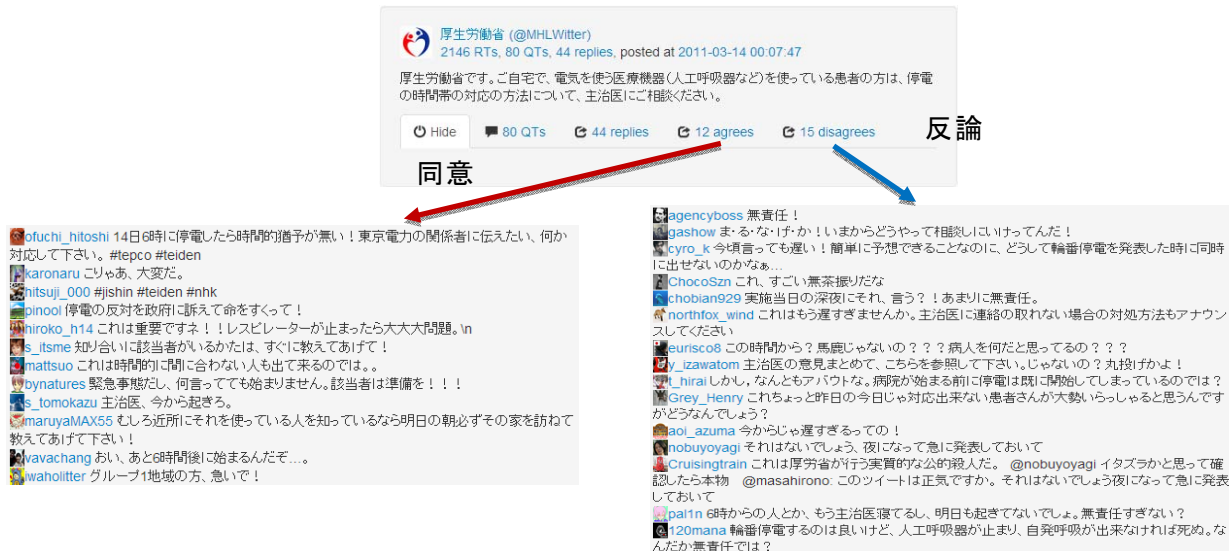 厚生労働省 (@MHLWitter)
2146 RTs, 80 QTs, 44 replies, posted at 2011-03-14 00:07:47
厚生労働省です。ご自宅で、電気を使う医療機器(人工呼吸器など)を使っている患者の方は、停電
の時間帯の対応の方法について、主治医にご相談ください。
Hide 80 QTs 44 replies 12 agrees 15 disagrees
反論
同意
ofuchi_hitoshi 14日6時に停電したら時間的猶予が無い！東京電力の関係者に伝えたい、何か
対応して下さい。 #tepco #teiden
karonaru こりゃあ、大変だ。
hitsuji_000 #jishin #teiden #nhk
pinool 停電の反対を政府に訴えて命をすくって！
hiroko_h14 これは重要ですネ！！レスピレーターが止まったら大大大問題。\n
s_itsme 知り合いに該当者がいるかたは、すぐに教えてあげて！
mattsuo これは時間的に間に合わない人も出て来るのでは。。
bynatures 緊急事態だし、何言ってても始まりません。該当者は準備を！！！
s_tomokazu 主治医、今から起きろ。
maruyaMAX55 むしろ近所にそれを使っている人を知っているなら明日の朝必ずその家を訪ねて
教えてあげて下さい！
vavachang おい、あと6時間後に始まるんだぞ…。
waholitter グループ1地域の方、急いで！
agencyboss 無責任！
gashow ま・る・な・げ・か！いまからどうやって相談しにいけってんだ！
cyro_k 今頃言っても遅い！簡単に予想できることなのに、どうして輪番停電を発表した時に同時
に出せないのかなぁ…
ChocoSzn これ、すごい無茶振りだな
chobian929 実施当日の深夜にそれ、言う？！あまりに無責任。
northfox_wind これはもう遅すぎませんか。主治医に連絡の取れない場合の対処方法もアナウン
スしてください
eurisco8 この時間から？馬鹿じゃないの？？？病人を何だと思ってるの？？？
y_izawatom 主治医の意見まとめて、こちらを参照して下さい。じゃないの？丸投げかよ！
t_hirai しかし，なんともアバウトな。病院が始まる前に停電は既に開始してしまっているのでは？
Grey_Henry これちょっと昨日の今日じゃ対応出来ない患者さんが大勢いらっしゃると思うんです
がどうなんでしょう？
aoi_azuma 今からじゃ遅すぎるっての！
nobuyoyagi それはないでしょう、夜になって急に発表しておいて
Cruisingtrain これは厚労省が行う実質的な公的殺人だ。 @nobuyoyagi イタズラかと思って確
認したら本物 @masahirono: このツイートは正気ですか。それはないでしょう夜になって急に発表
しておいて
pal1n 6時からの人とか、もう主治医寝てるし、明日も起きてないでしょ。無責任すぎない？
120mana 輪番停電するのは良いけど、人工呼吸器が止まり、自発呼吸が出来なければ死ぬ。な
んだか無責任では？